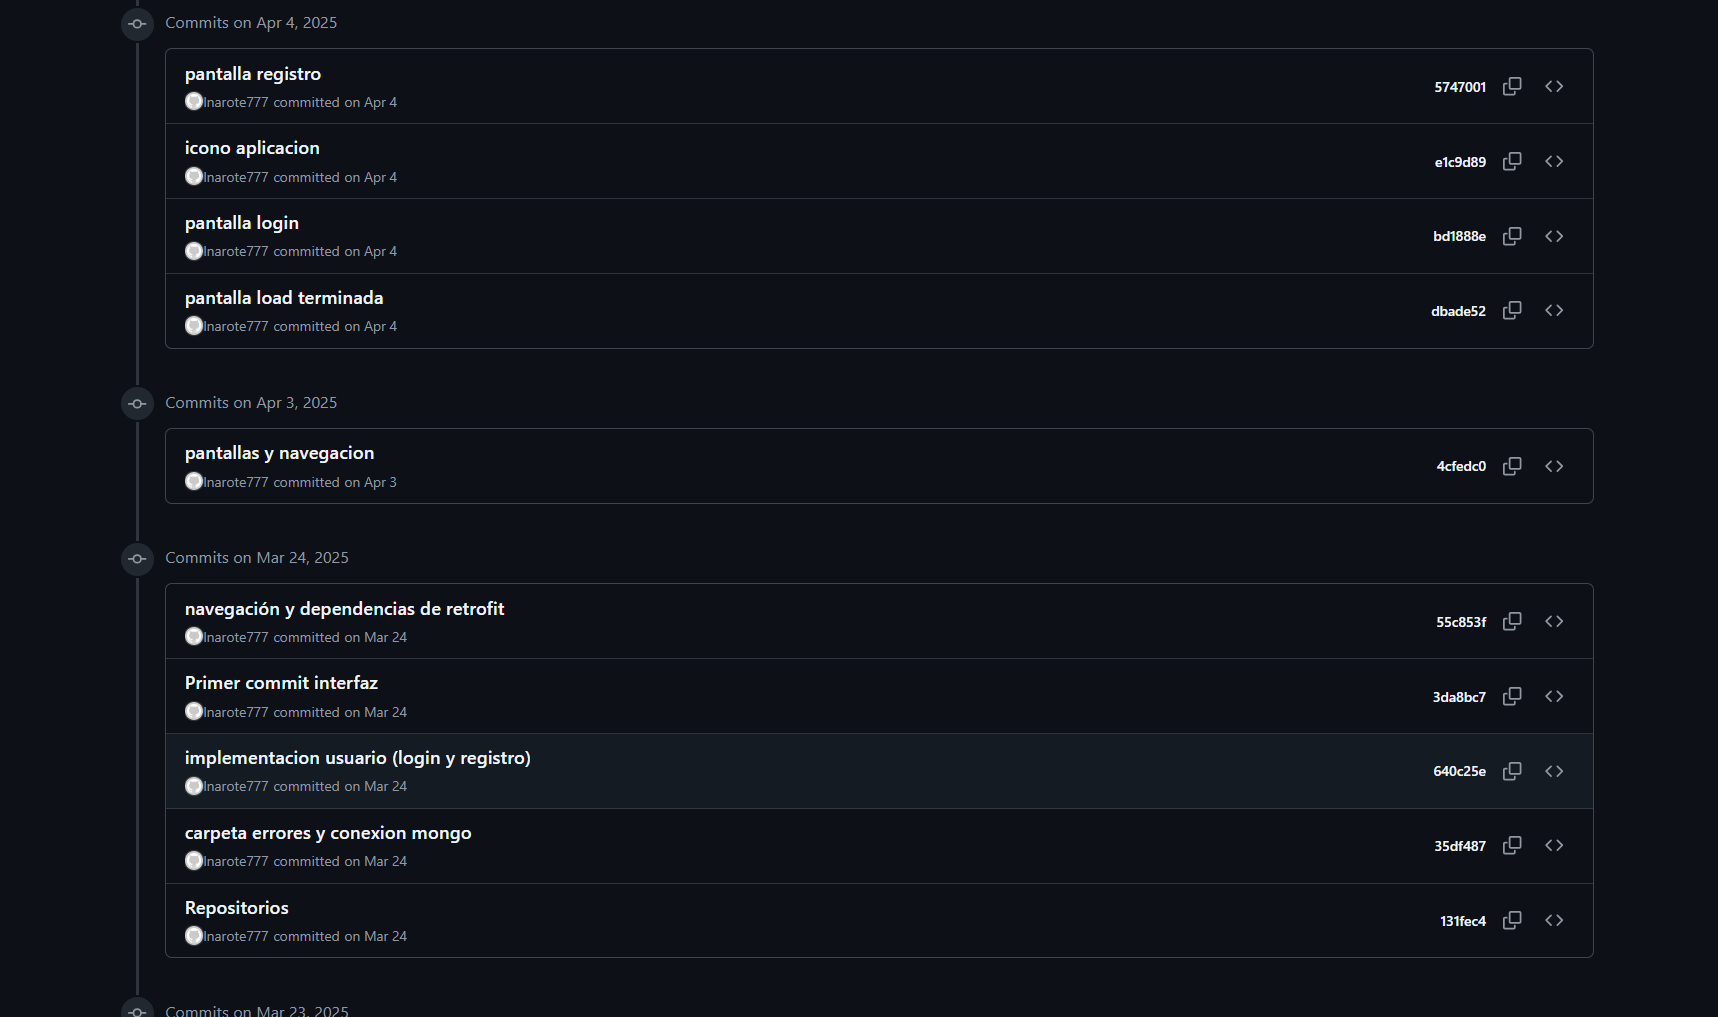 Commits on Apr 4, 2025
pantalla registro
lnarote777 committed on Apr 4
5747001
icono aplicacion
lnarote777 committed on Apr 4
e1c9d89
pantalla login
lnarote777 committed on Apr 4
bd1888e
pantalla load terminada
lnarote777 committed on Apr 4
dbade52
Commits on Apr 3, 2025
pantallas y navegacion
lnarote777 committed on Apr 3
4cfedc0
Commits on Mar 24, 2025
navegación y dependencias de retrofit
lnarote777 committed on Mar 24
55c853f
Primer commit interfaz
lnarote777 committed on Mar 24
3da8bc7
implementacion usuario (login y registro)
lnarote777 committed on Mar 24
640c25e
carpeta errores y conexion mongo
lnarote777 committed on Mar 24
35df487
Repositorios
lnarote777 committed on Mar 24
131fec4
Commits on Mar 23, 2025